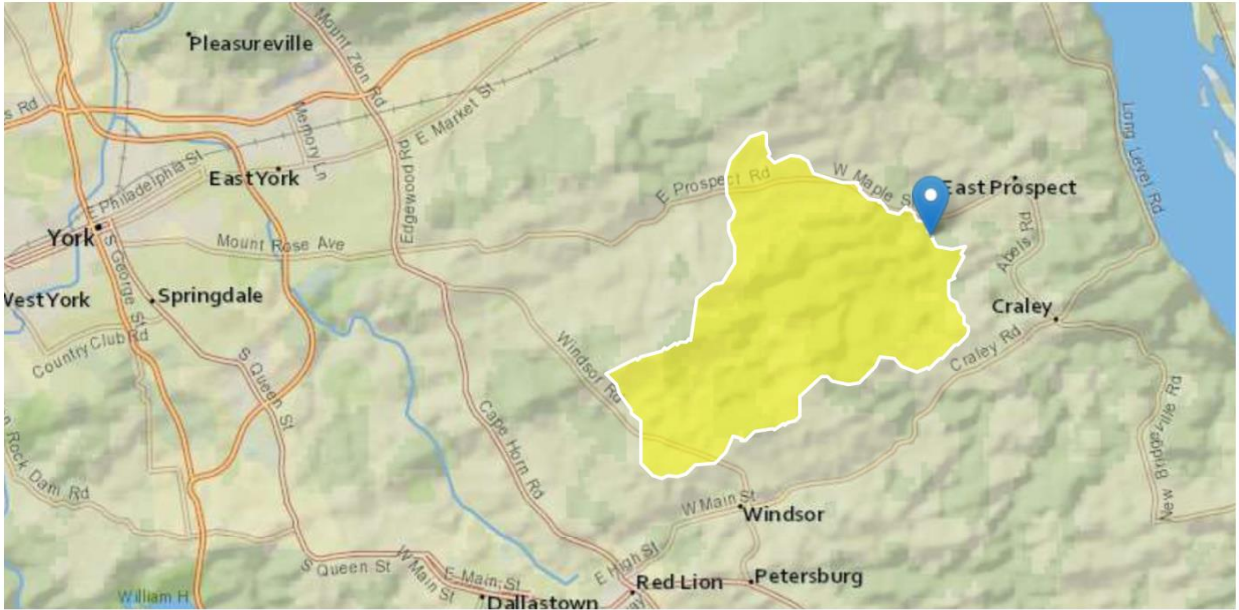 Pleasureville
Mount Zion Rd
s Rd
Memory Ln
E Market St
E Philadelphia St
East York
Edgewood Rd
Long Level Rd
E Prospect Rd
W Maple S
East Prospect
York
Mount Rose Ave
S George St
Abels Rd
West York
Springdale
Craley
Country Club Rd
Windsor Rd
Craley Rd
S Queen St
Cape Horn Rd
New Bridgeville Rd
n Rock Dam Rd
W Main St
Windsor
E High St
S Queen St
W Main St
E Main St
Red Lion
Petersburg
William H
Dallastown
way